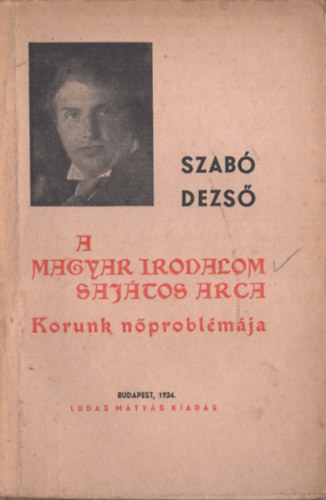 SZABÓ
DEZSŐ
A
MAGYAR IRODALOM
SAJÁTOS ARCA
Korunk nőproblémája
BUDAPEST, 1934.
LUDAS MÁTYÁS KIADÁS